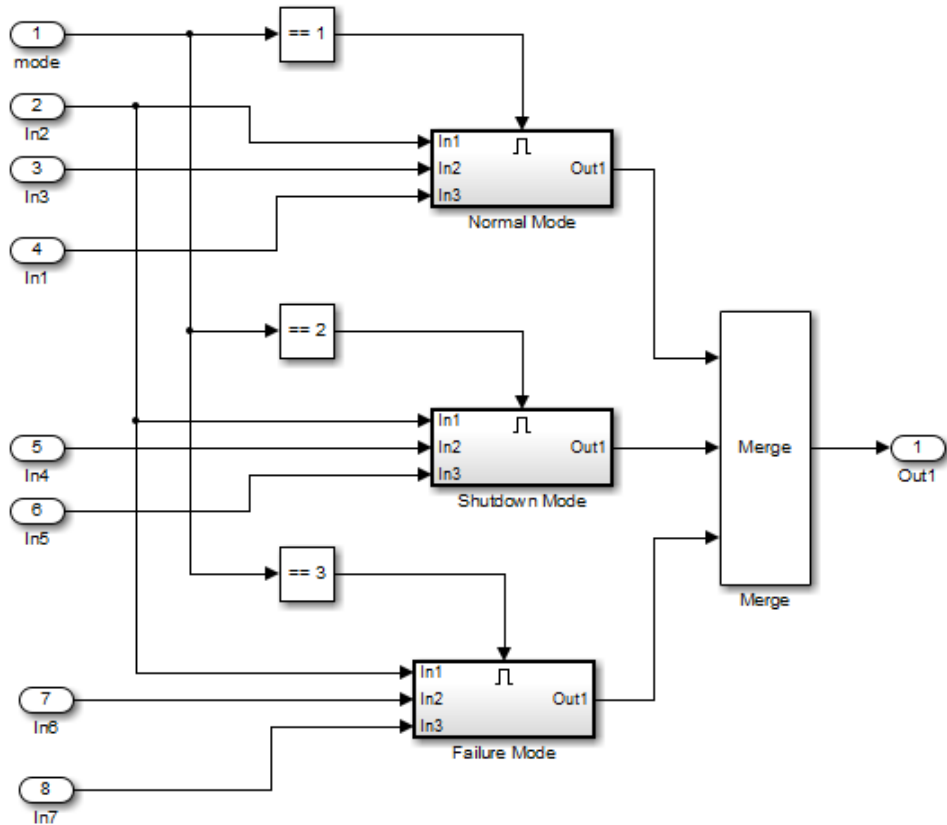 1
== 1
mode
2
In2
In1
Out1
3
In2
In3
In3
Normal Mode
4
In1
== 2
In1
5
In2
Out1
Merge
1
In4
In3
Out1
6
Shutdown Mode
In5
== 3
Merge
In1
7
In2
Out1
In6
In3
Failure Mode
8
In7